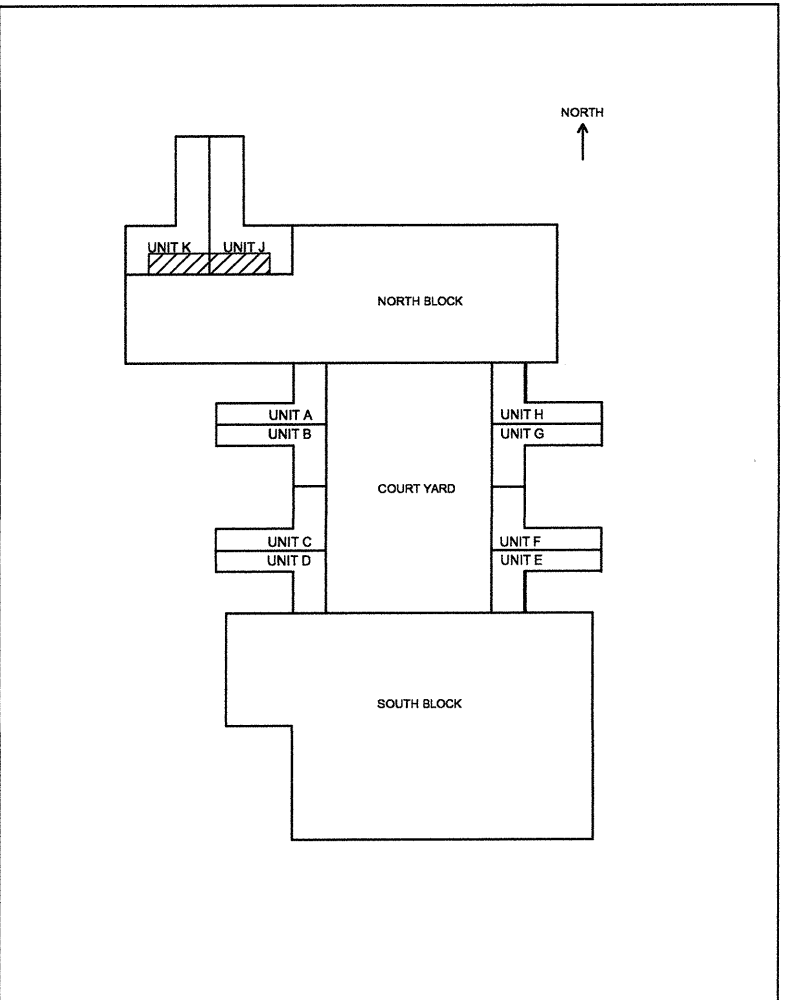 NORTH
UNIT K
UNIT J
NORTH BLOCK
UNIT A
UNIT H
UNIT B
UNIT G
COURT YARD
UNIT C
UNIT F
UNIT D
UNIT E
SOUTH BLOCK